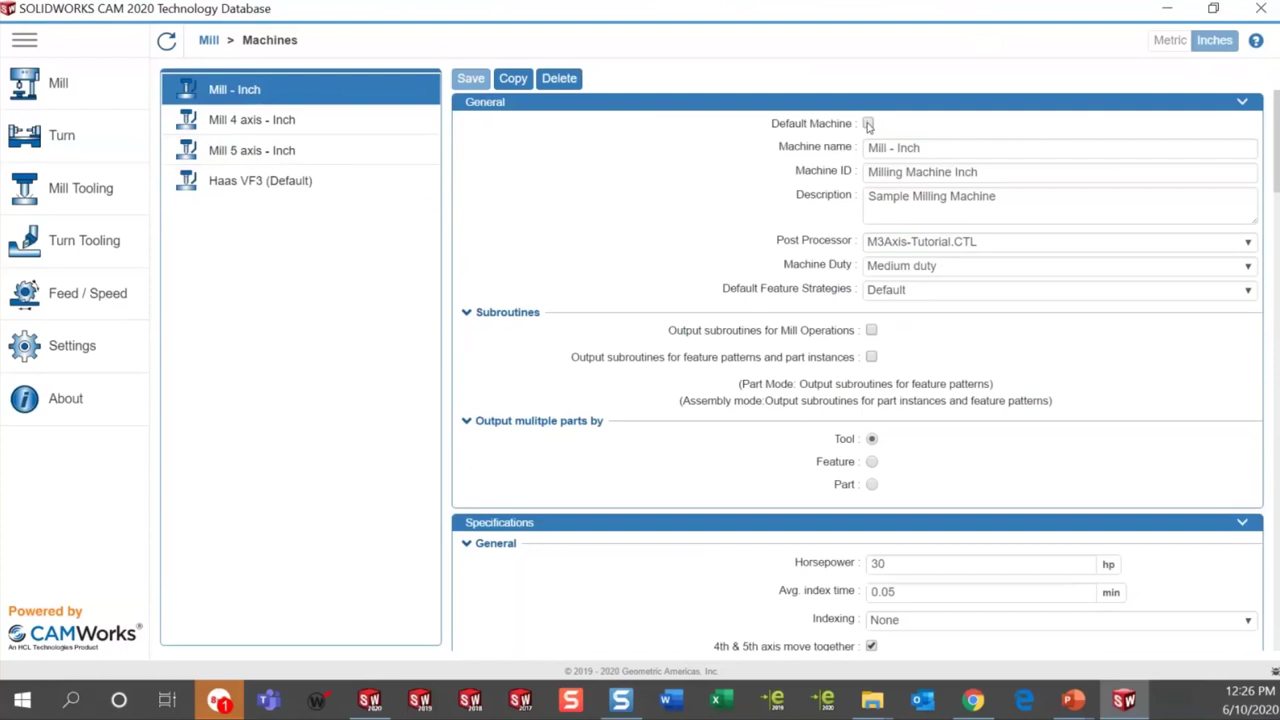 SOLIDWORKS CAM 2020 Technology Database
Mill > Machines
Metric Inches
Mill
Turn
Mill Tooling
Turn Tooling
Feed / Speed
Settings
About
Powered by
CAMWorks®
An HCL Technologies Product
Mill - Inch
Mill 4 axis - Inch
Mill 5 axis - Inch
Haas VF3 (Default)
Save Copy Delete
General
Default Machine :
Machine name : Mill - Inch
Machine ID : Milling Machine Inch
Description : Sample Milling Machine
Post Processor : M3Axis-Tutorial.CTL
Machine Duty : Medium duty
Default Feature Strategies : Default
Subroutines
Output subroutines for Mill Operations :
Output subroutines for feature patterns and part instances :
(Part Mode: Output subroutines for feature patterns)
(Assembly mode:Output subroutines for part instances and feature patterns)
Output mulitple parts by
Tool :
Feature :
Part :
Specifications
General
Horsepower : 30 hp
Avg. index time : 0.05 min
Indexing : None
4th & 5th axis move together :
© 2019 - 2020 Geometric Americas, Inc.
12:26 PM
6/10/2020